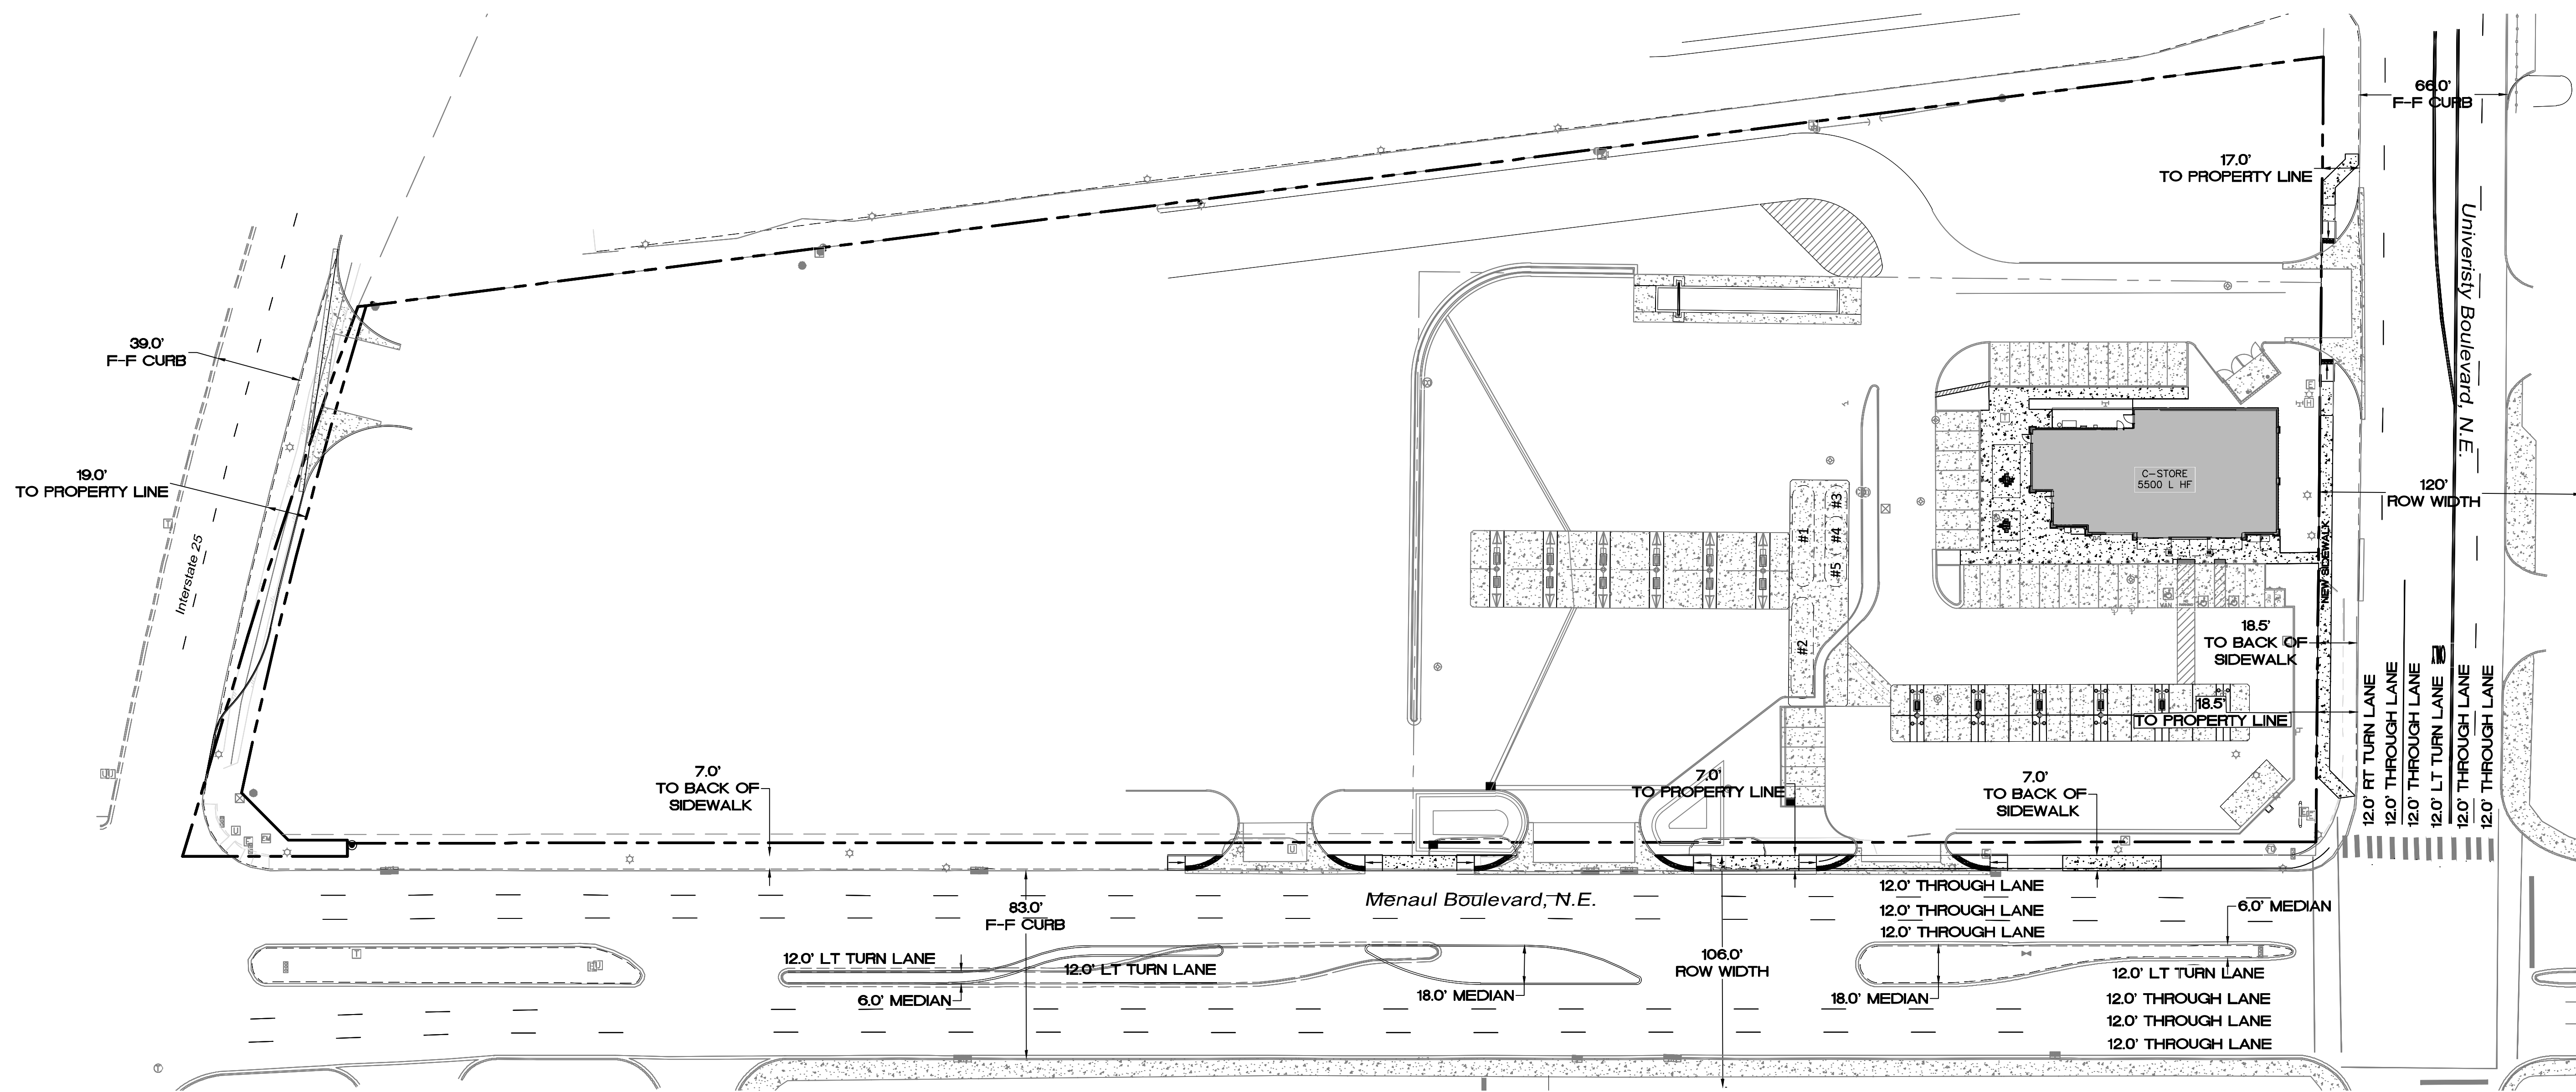 66.0'
F-F CURB
17.0'
TO PROPERTY LINE
Univeristy Boulevard, N.E.
39.0'
F-F CURB
19.0'
TO PROPERTY LINE
Interstate 25
C-STORE
5500 L HF
120'
ROW WIDTH
#1
#3
#4
#5
#2
NEW SIDEWALK
VAN
18.5'
TO BACK OF
SIDEWALK
18.5'
TO PROPERTY LINE
12.0' RT TURN LANE
12.0' THROUGH LANE
12.0' THROUGH LANE
12.0' LT TURN LANE
12.0' THROUGH LANE
12.0' THROUGH LANE
7.0'
TO BACK OF
SIDEWALK
7.0'
TO PROPERTY LINE
7.0'
TO BACK OF
SIDEWALK
Menaul Boulevard, N.E.
83.0'
F-F CURB
12.0' THROUGH LANE
12.0' THROUGH LANE
12.0' THROUGH LANE
6.0' MEDIAN
12.0' LT TURN LANE
12.0' LT TURN LANE
6.0' MEDIAN
18.0' MEDIAN
106.0'
ROW WIDTH
18.0' MEDIAN
12.0' LT TURN LANE
12.0' THROUGH LANE
12.0' THROUGH LANE
12.0' THROUGH LANE